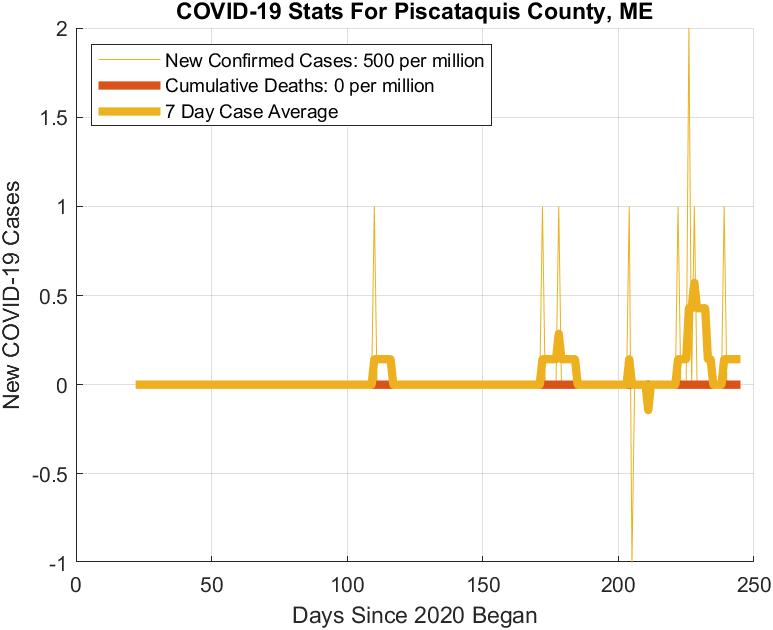 COVID-19 Stats For Piscataquis County, ME
New Confirmed Cases: 500 per million
Cumulative Deaths: 0 per million
7 Day Case Average
New COVID-19 Cases
2
1.5
1
0.5
0
-0.5
-1
0 50 100 150 200 250
Days Since 2020 Began